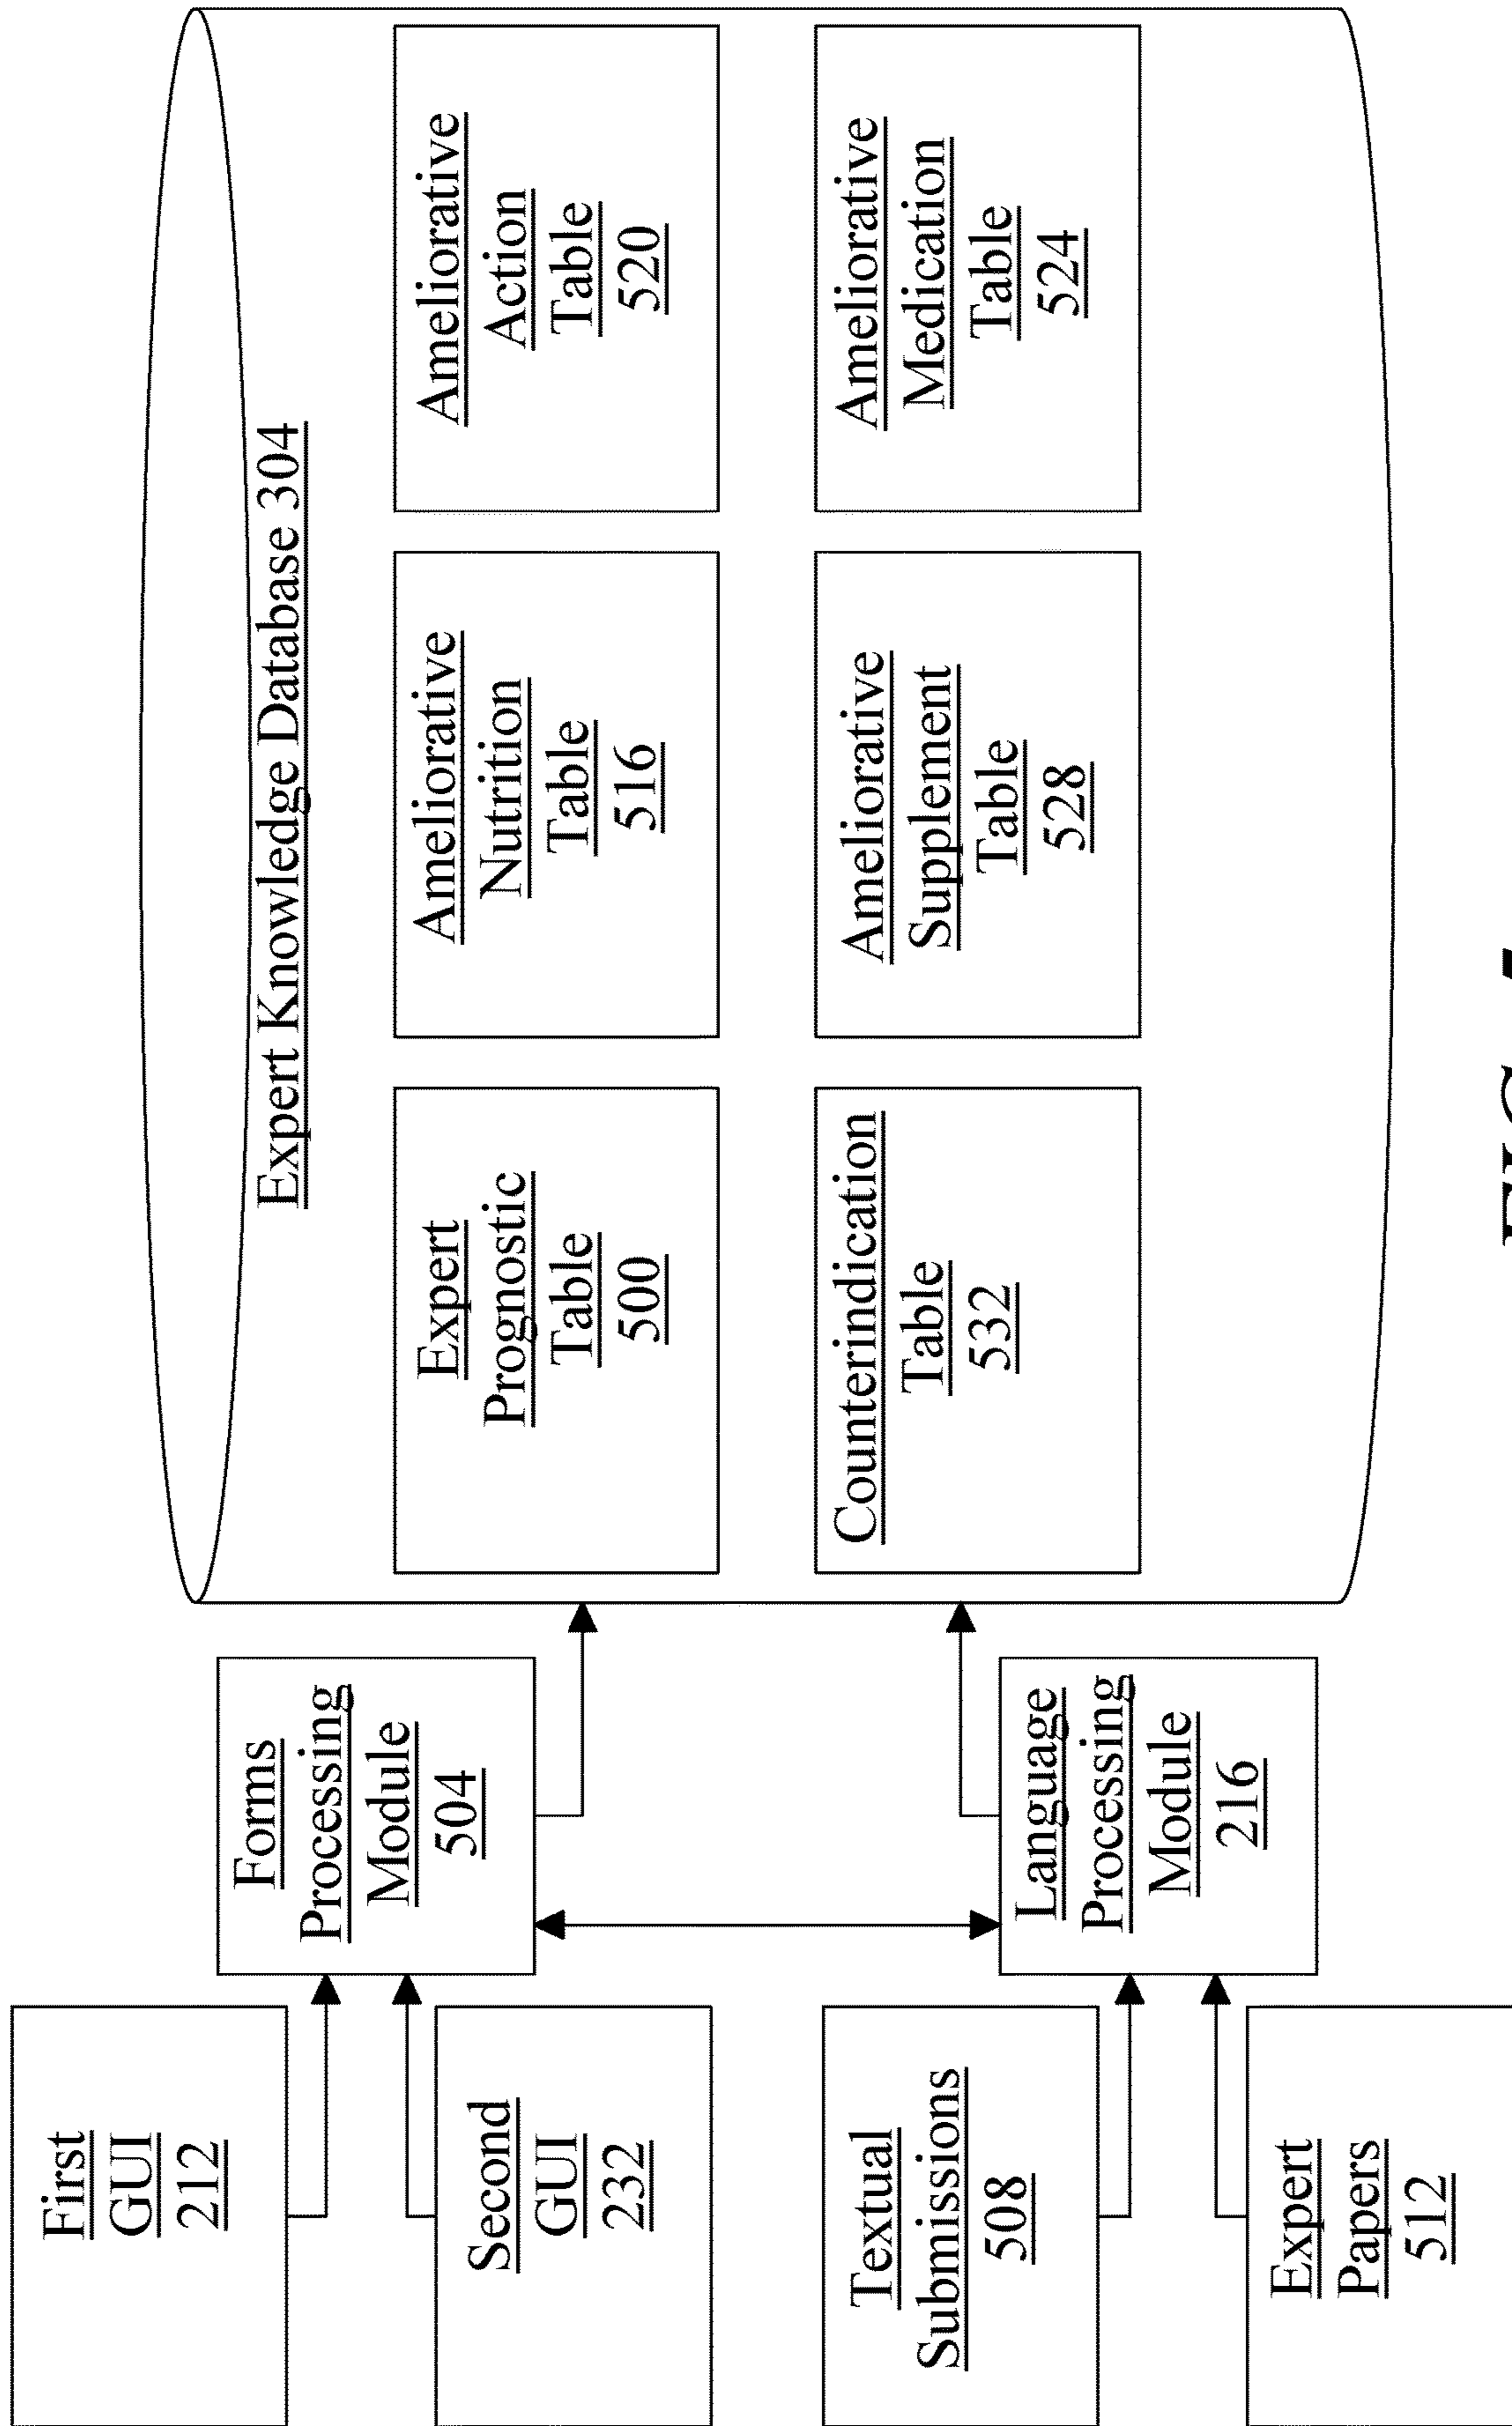 Expert Knowledge Database 304
First
GUI
212
Second
GUI
232
Textual
Submissions
508
Expert
Papers
512
Forms
Processing
Module
504
Language
Processing
Module
216
Expert
Prognostic
Table
500
Ameliorative
Nutrition
Table
516
Ameliorative
Action
Table
520
Counterindication
Table
532
Ameliorative
Supplement
Table
528
Ameliorative
Medication
Table
524